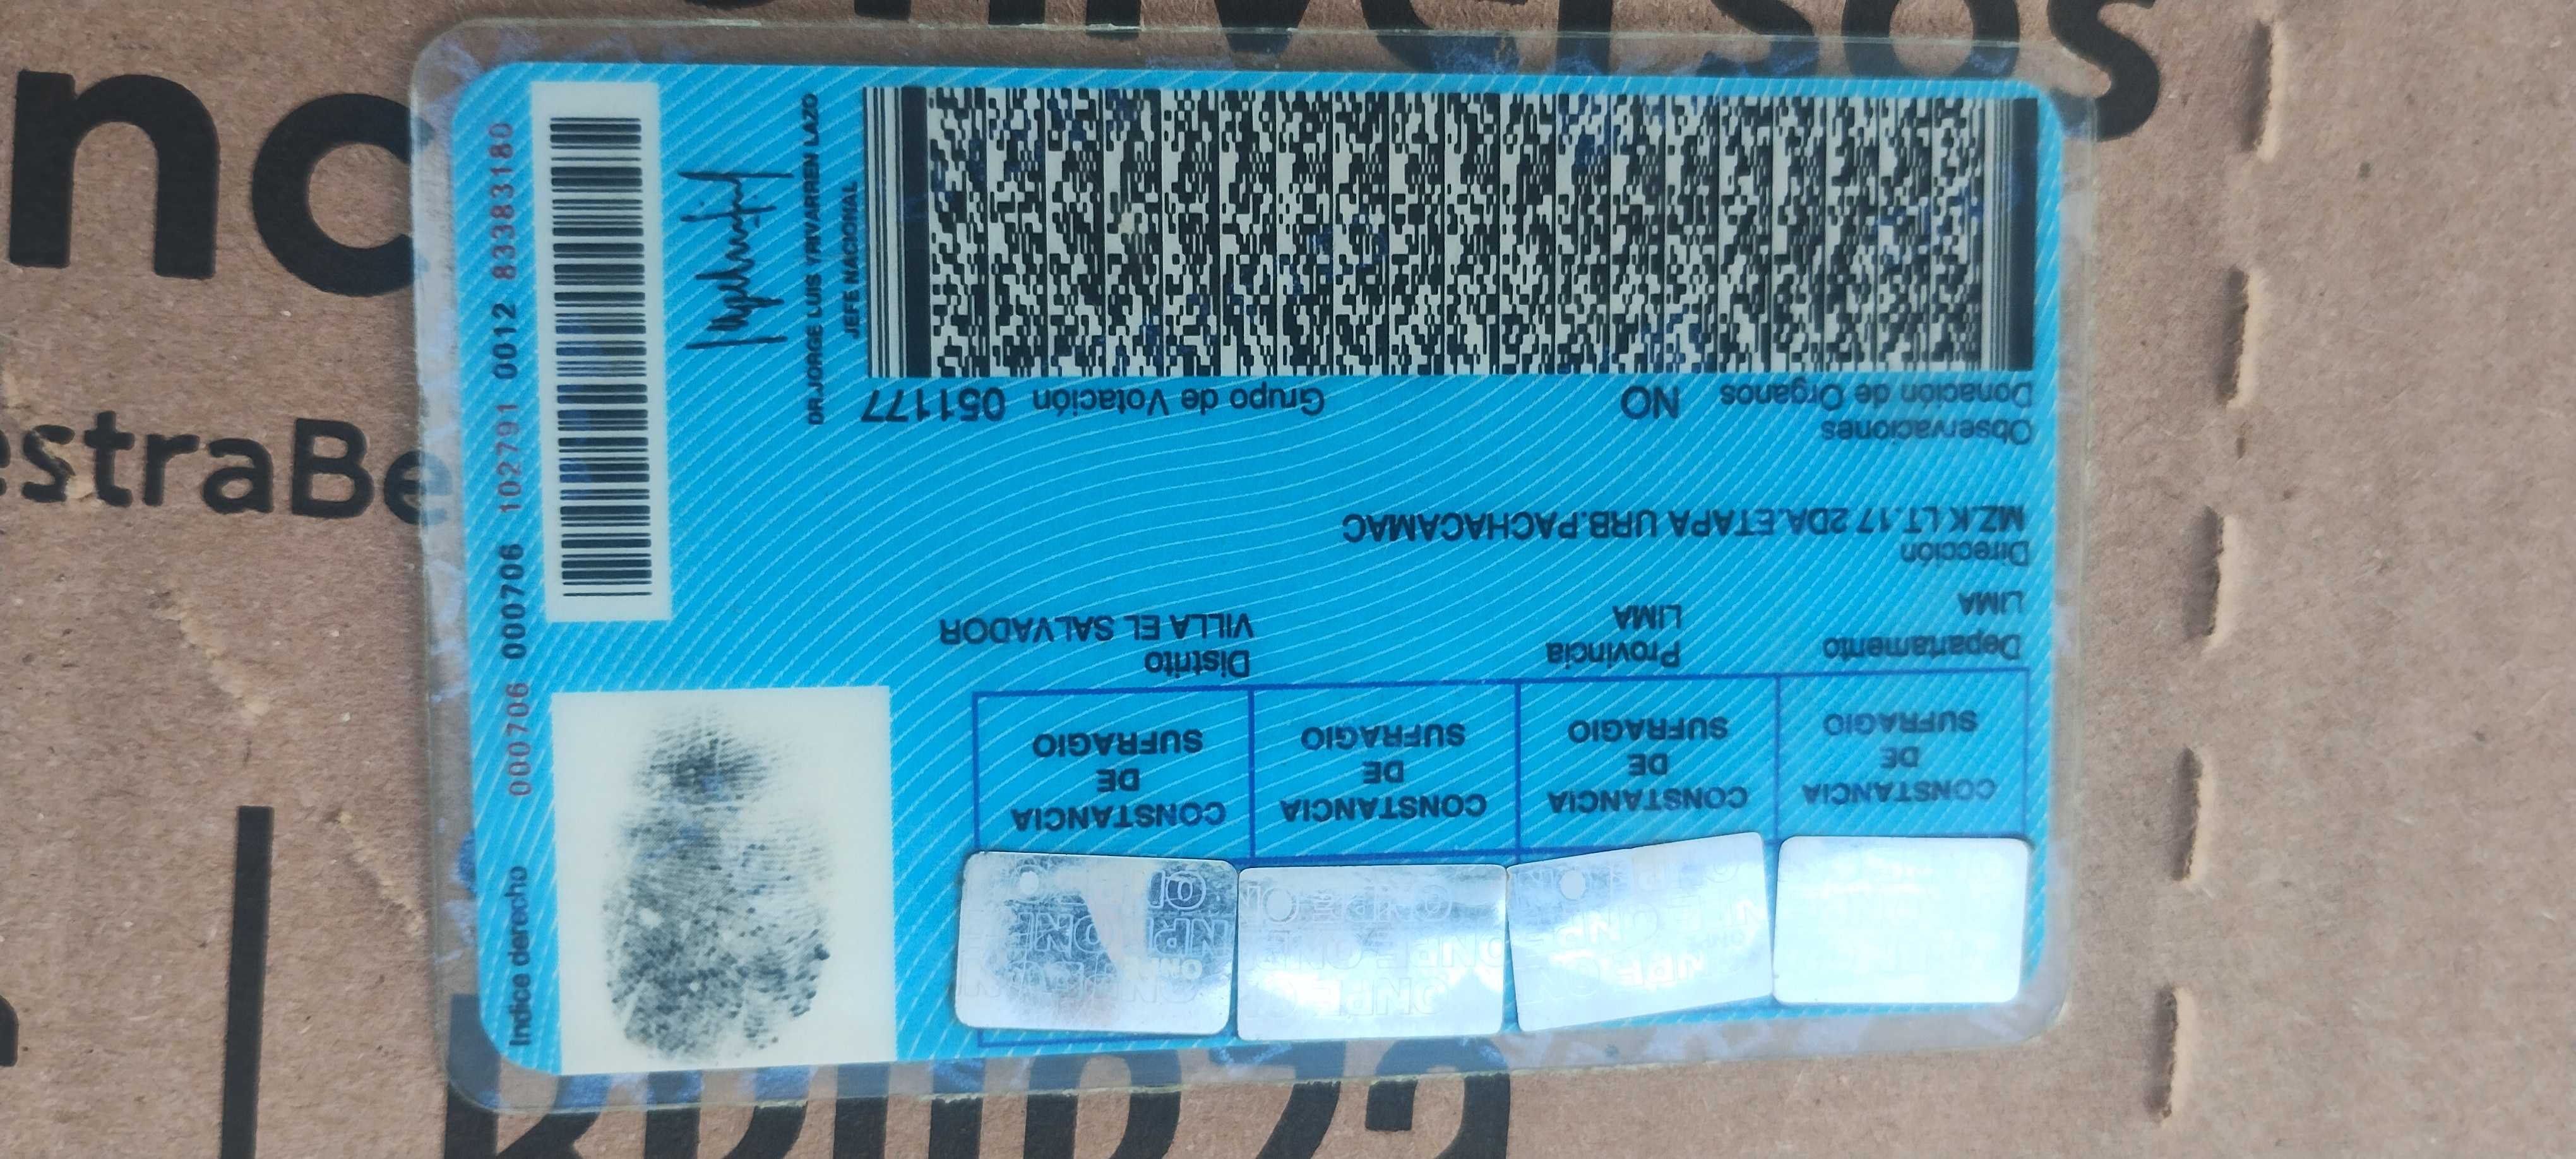 CONSTANCIA DE SUFRAGIO
CONSTANCIA DE SUFRAGIO
CONSTANCIA DE SUFRAGIO
CONSTANCIA DE SUFRAGIO
Departamento Provincia Distrito
LIMA LIMA VILLA EL SALVADOR
Dirección
MZ.K LT.17 2DA.ETAPA URB.PACHACAMAC
Observaciones
Donación de Organos NO Grupo de Votación 051177
DR.JORGE LUIS YRIVARREN LAZO
JEFE NACIONAL
Indice derecho 000706 000706 102791 0012 83383180